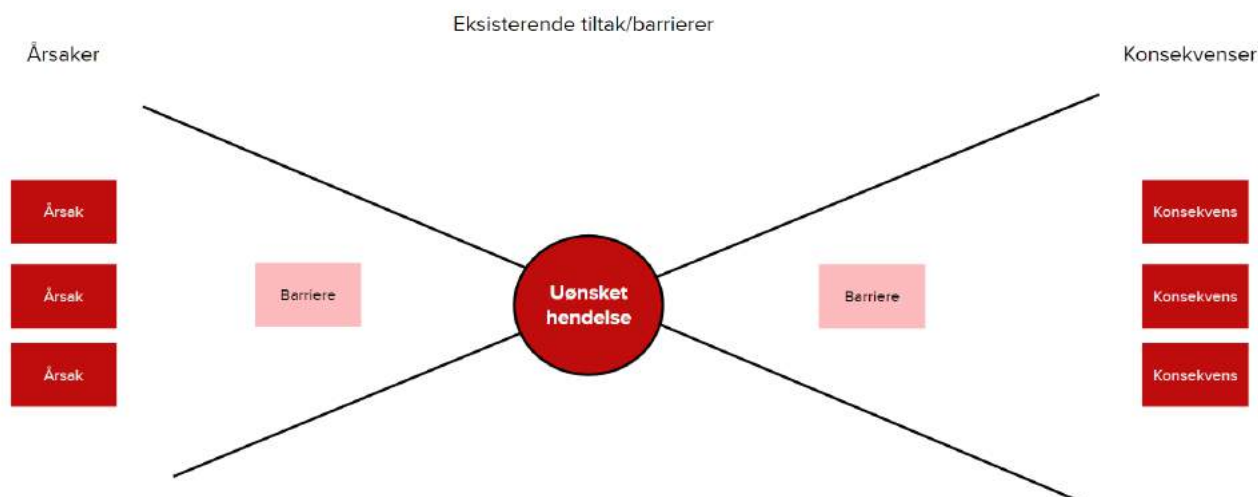 Eksisterende tiltak/barrierer
Årsaker
Konsekvenser
Årsak
Konsekvens
Årsak
Barriere
Uønsket
hendelse
Barriere
Konsekvens
Årsak
Konsekvens